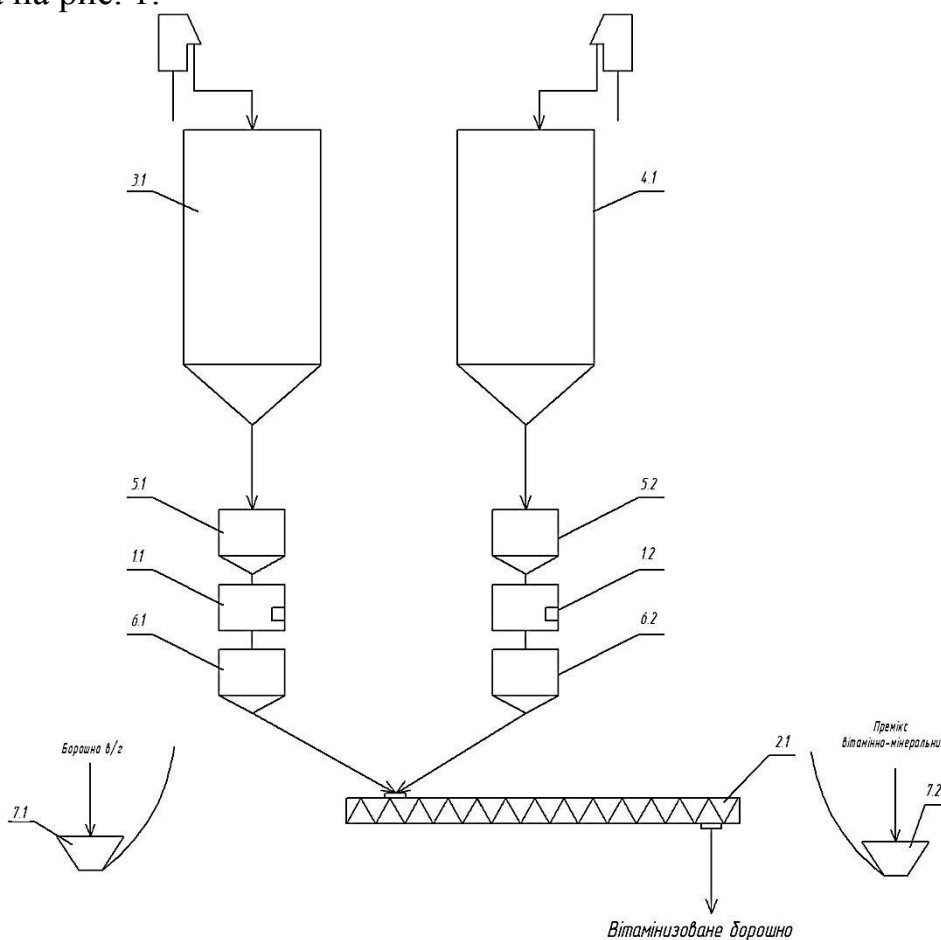 на рис. 1.
3.1
4.1
5.1
5.2
1.1
1.2
6.1
6.2
Борошно в/г
Премікс
вітамінно-мінеральни
2.1
7.1
7.2
Вітамінизоване борошно